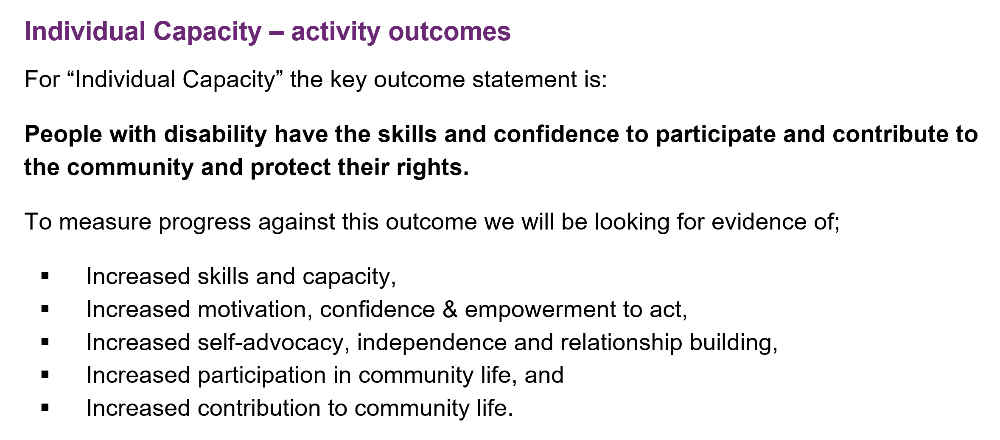 Individual Capacity – activity outcomes
For “Individual Capacity” the key outcome statement is:
People with disability have the skills and confidence to participate and contribute to
the community and protect their rights.
To measure progress against this outcome we will be looking for evidence of;
▪ Increased skills and capacity,
▪ Increased motivation, confidence & empowerment to act,
▪ Increased self-advocacy, independence and relationship building,
▪ Increased participation in community life, and
▪ Increased contribution to community life.